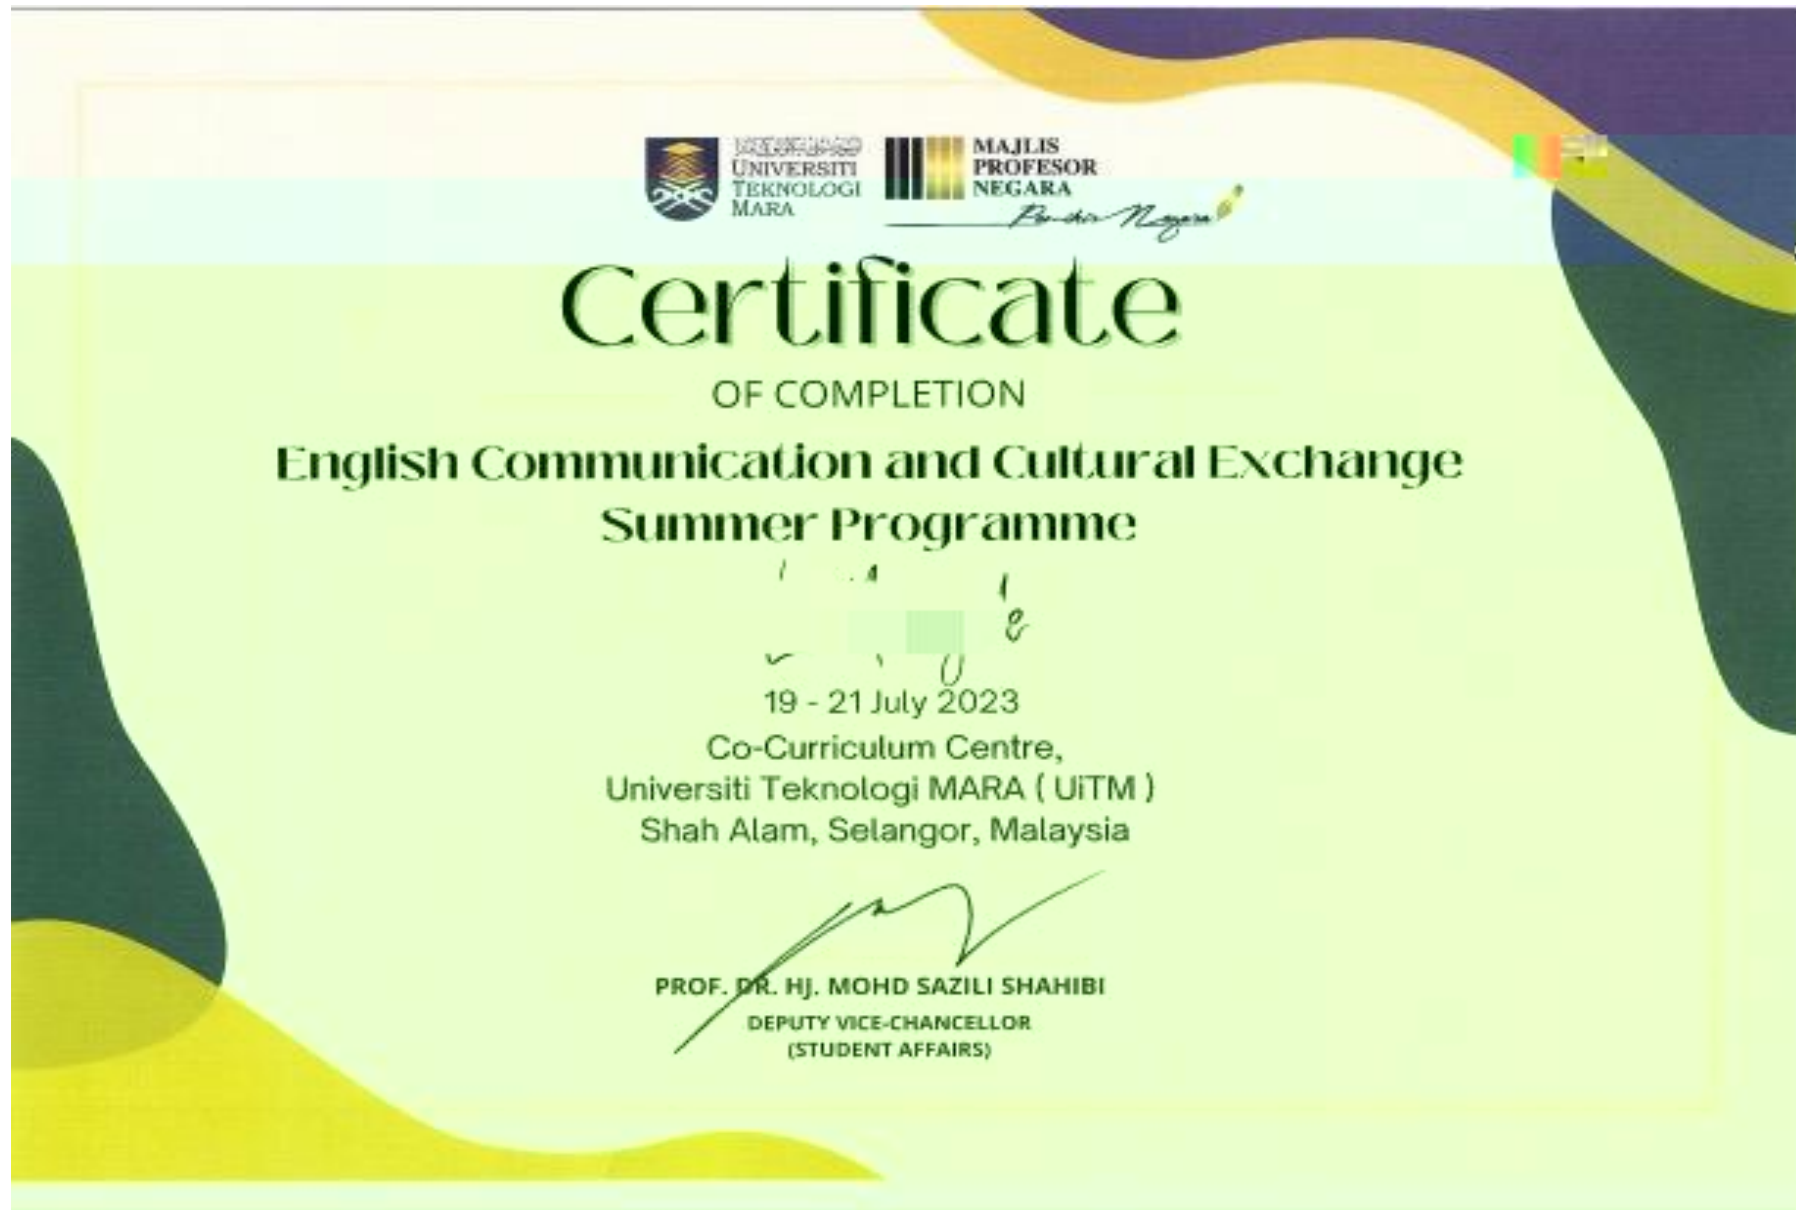 UNIVERSITI
TEKNOLOGI
MARA
MAJLIS
PROFESOR
NEGARA
Certificate
OF COMPLETION
English Communication and Cultural Exchange
Summer Programme
19 - 21 July 2023
Co-Curriculum Centre,
Universiti Teknologi MARA ( UiTM )
Shah Alam, Selangor, Malaysia
PROF. DR. HJ. MOHD SAZILI SHAHIBI
DEPUTY VICE-CHANCELLOR
(STUDENT AFFAIRS)